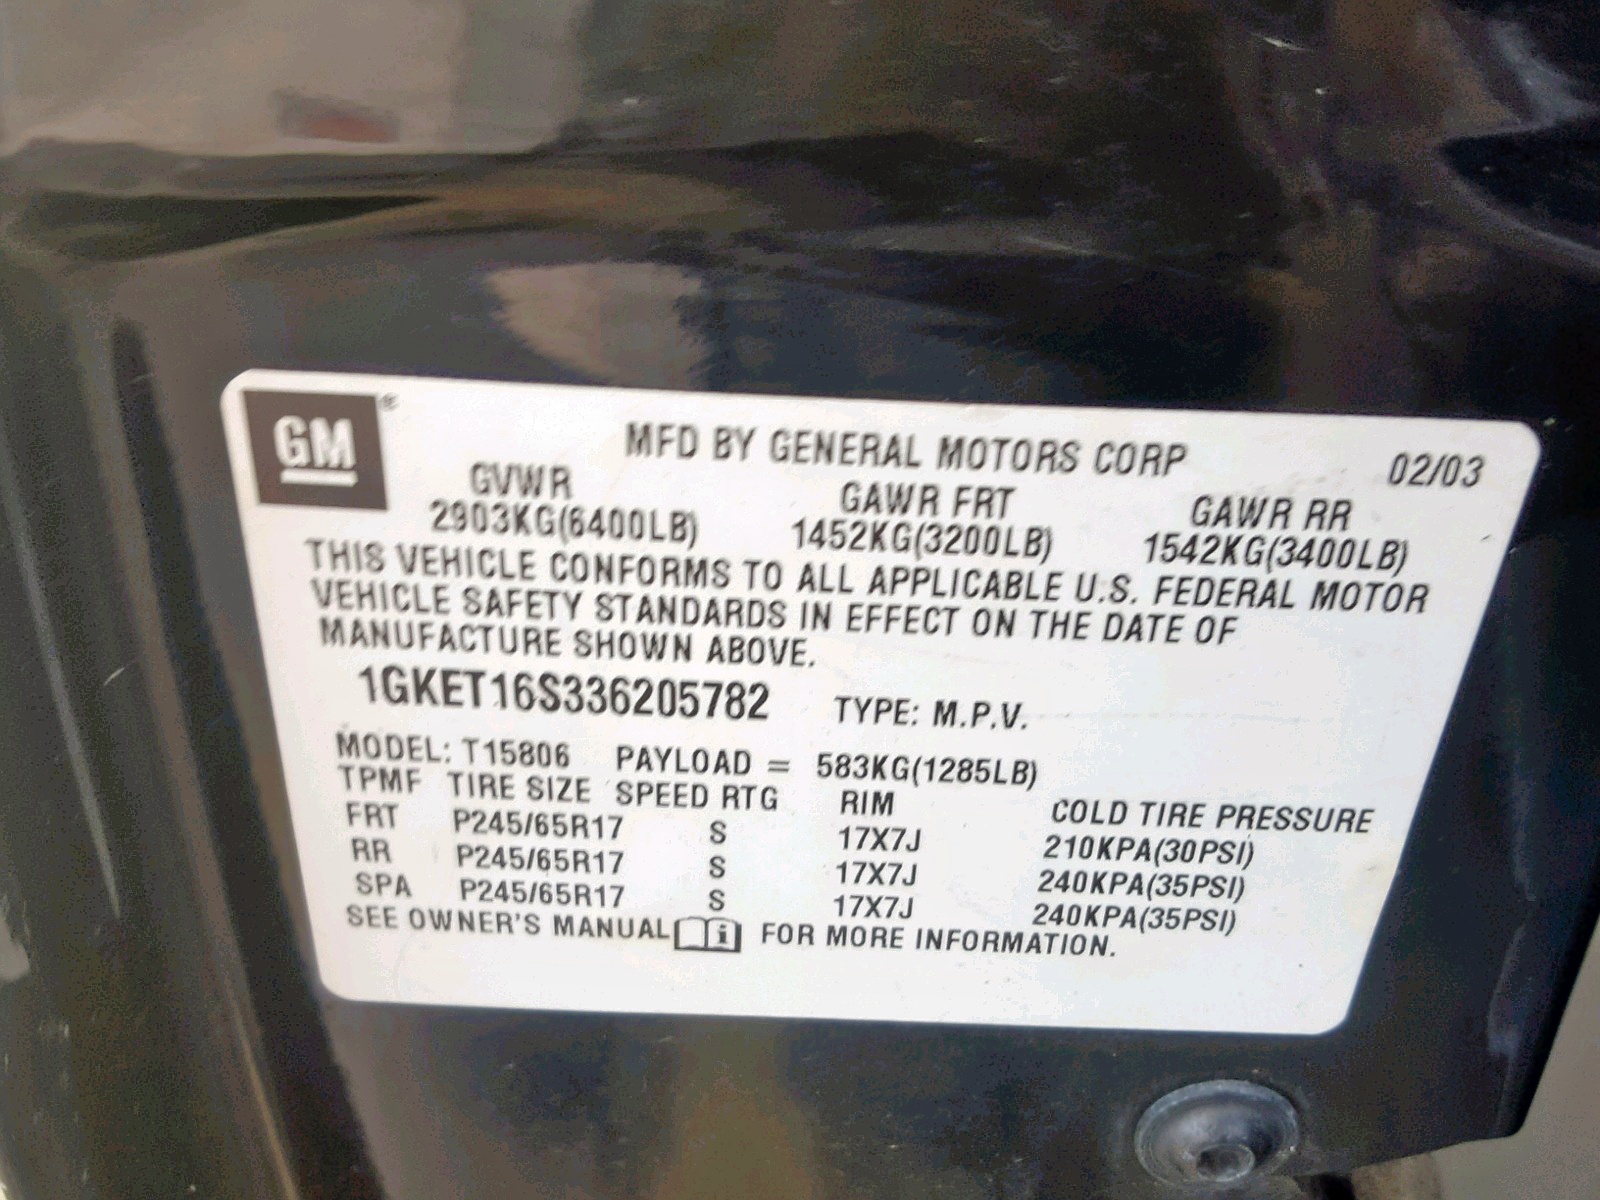 GM®
MFD BY GENERAL MOTORS CORP 02/03
GVWR GAWR FRT GAWR RR
2903KG(6400LB) 1452KG(3200LB) 1542KG(3400LB)
THIS VEHICLE CONFORMS TO ALL APPLICABLE U.S. FEDERAL MOTOR
VEHICLE SAFETY STANDARDS IN EFFECT ON THE DATE OF
MANUFACTURE SHOWN ABOVE.
1GKET16S336205782 TYPE: M.P.V.
MODEL: T15806 PAYLOAD = 583KG(1285LB)
TPMF TIRE SIZE SPEED RTG RIM COLD TIRE PRESSURE
FRT P245/65R17 S 17X7J 210KPA(30PSI)
RR P245/65R17 S 17X7J 240KPA(35PSI)
SPA P245/65R17 S 17X7J 240KPA(35PSI)
SEE OWNER'S MANUAL i FOR MORE INFORMATION.